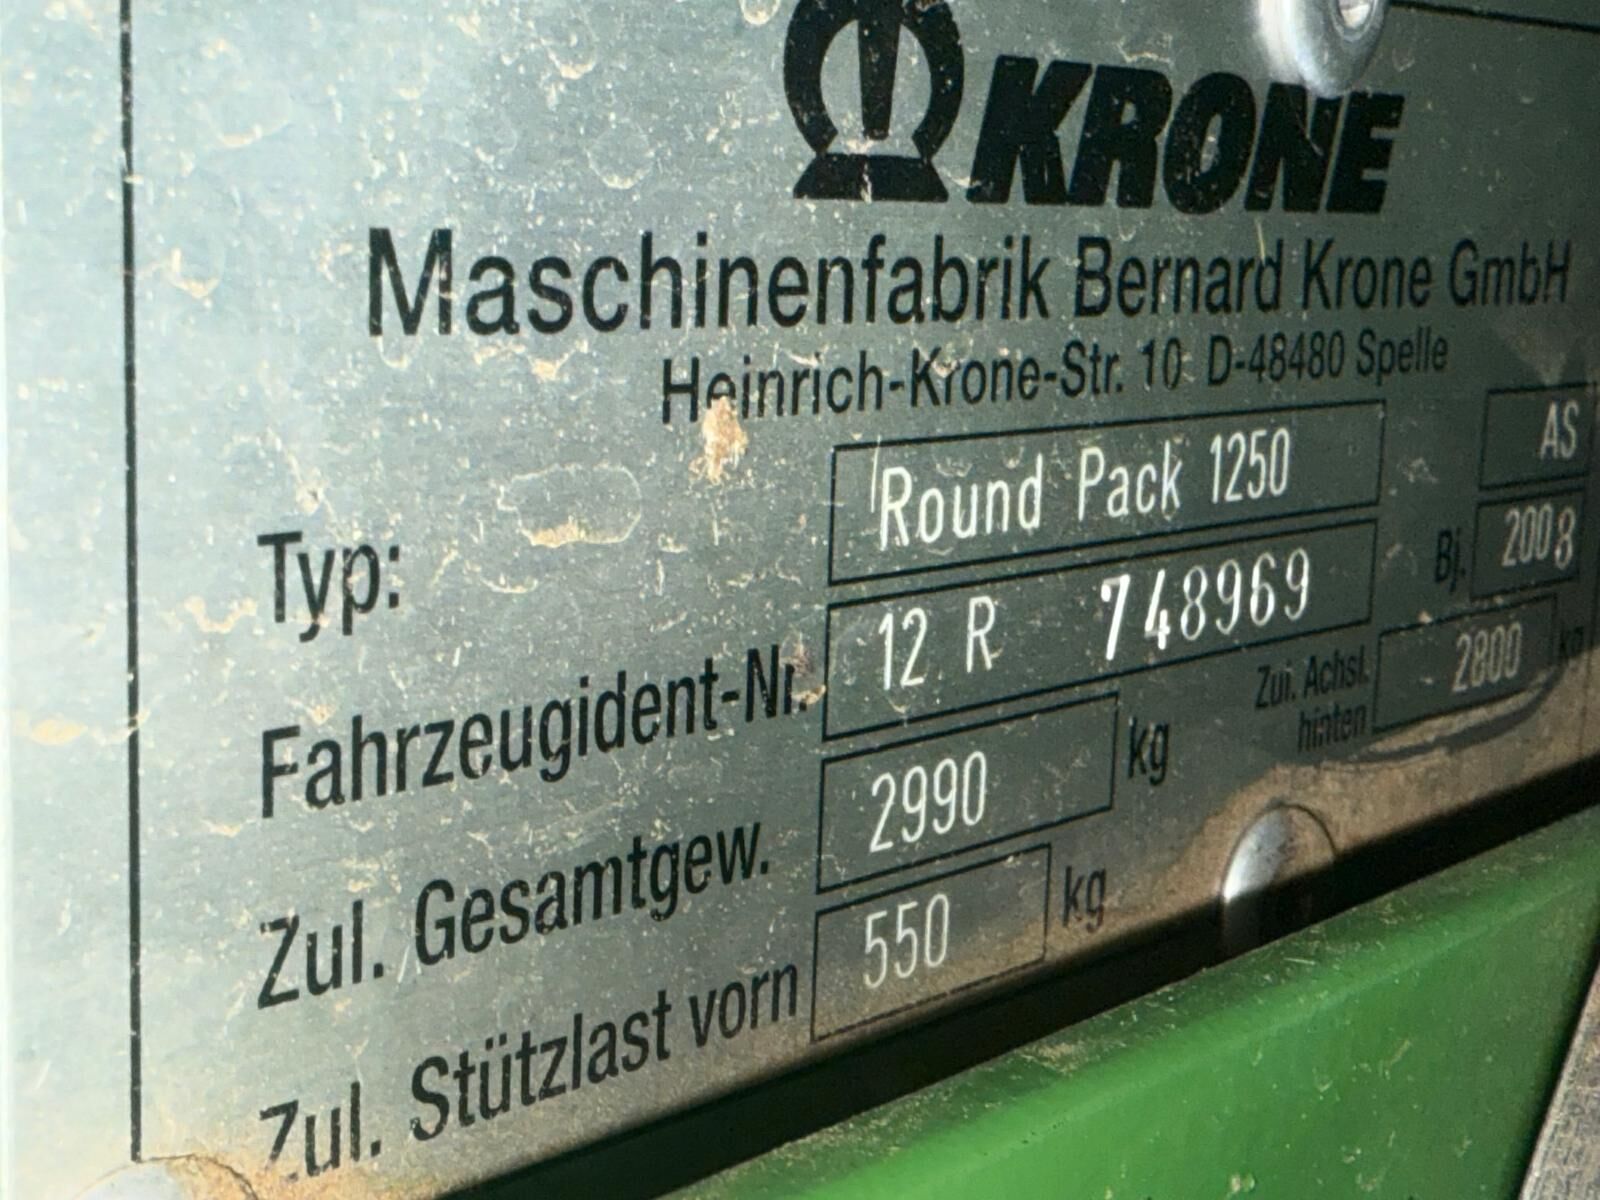 KRONE
Maschinenfabrik Bernard Krone GmbH
Heinrich-Krone-Str. 10 D-48480 Spelle
Typ: Round Pack 1250 AS
Fahrzeugident-Nr. 12 R 748969 Bj. 2008
Zul. Gesamtgew. 2990 kg Zul. Achsl. hinten 2800 kg
Zul. Stützlast vorn 550 kg